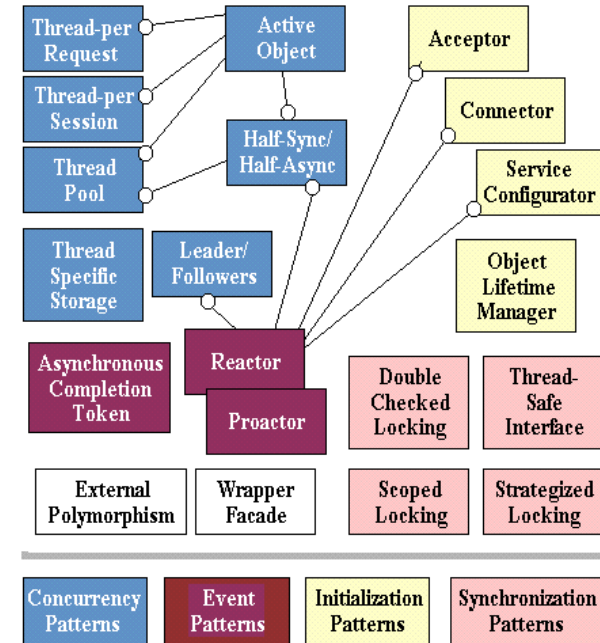 Thread-per
Request
Active
Object
Acceptor
Thread-per
Session
Connector
Thread
Pool
Half-Sync/
Half-Async
Service
Configurator
Thread
Specific
Storage
Leader/
Followers
Object
Lifetime
Manager
Asynchronous
Completion
Token
Reactor
Proactor
Double
Checked
Locking
Thread-
Safe
Interface
External
Polymorphism
Wrapper
Facade
Scoped
Locking
Strategized
Locking
Concurrency
Patterns
Event
Patterns
Initialization
Patterns
Synchronization
Patterns